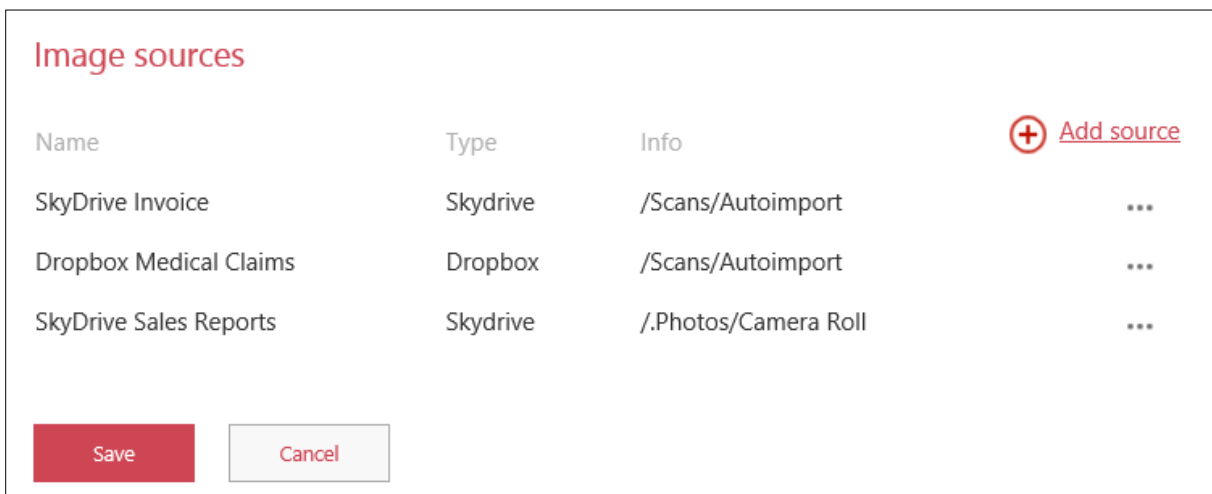 Image sources
Name Type Info Add source
SkyDrive Invoice Skydrive /Scans/Autoimport ...
Dropbox Medical Claims Dropbox /Scans/Autoimport ...
SkyDrive Sales Reports Skydrive /.Photos/Camera Roll ...
Save Cancel